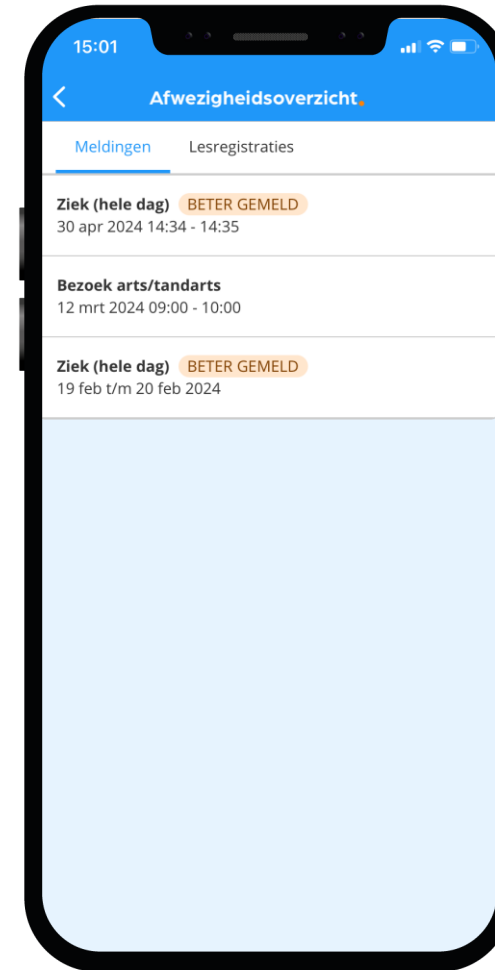 15:01
Afwezigheidsoverzicht.
Meldingen Lesregistraties
Ziek (hele dag) BETER GEMELD
30 apr 2024 14:34 - 14:35
Bezoek arts/tandarts
12 mrt 2024 09:00 - 10:00
Ziek (hele dag) BETER GEMELD
19 feb t/m 20 feb 2024